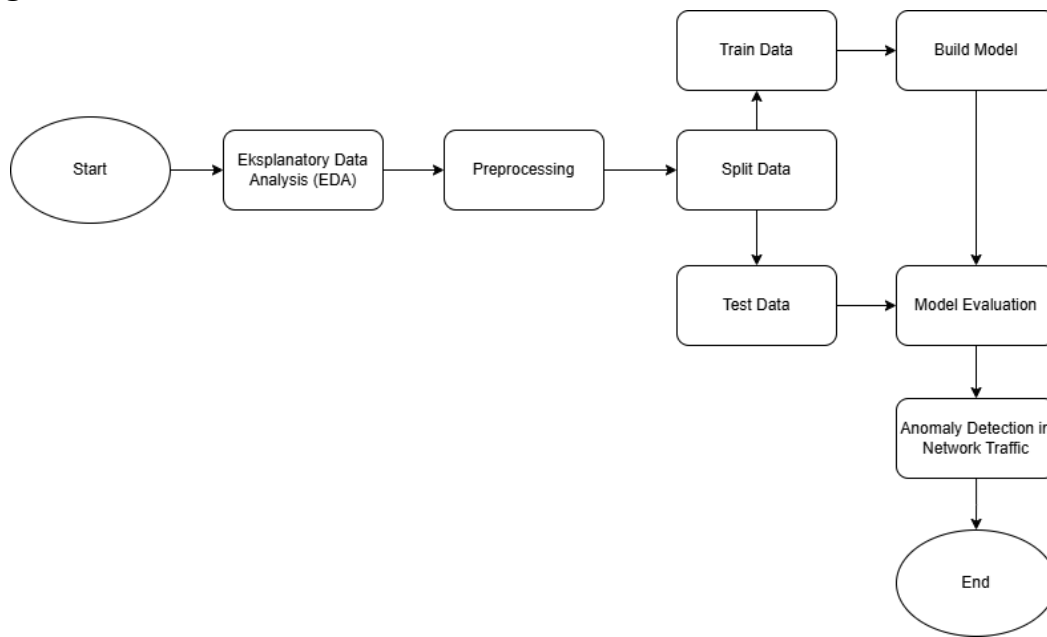 Train Data
Build Model
Start
Eksplanatory Data
Analysis (EDA)
Preprocessing
Split Data
Test Data
Model Evaluation
Anomaly Detection in
Network Traffic
End